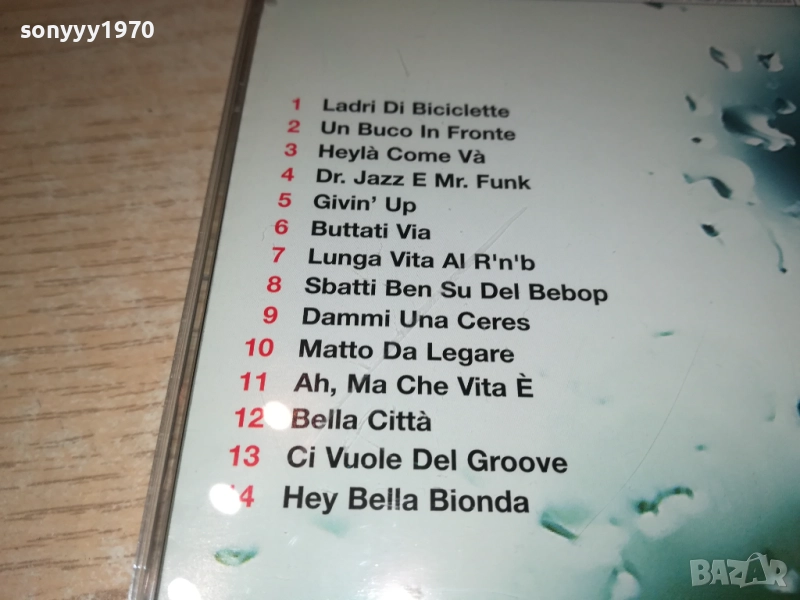 sonyyy1970
1 Ladri Di Biciclette
2 Un Buco In Fronte
3 Heylà Come Và
4 Dr. Jazz E Mr. Funk
5 Givin' Up
6 Buttati Via
7 Lunga Vita Al R'n'b
8 Sbatti Ben Su Del Bebop
9 Dammi Una Ceres
10 Matto Da Legare
11 Ah, Ma Che Vita È
12 Bella Città
13 Ci Vuole Del Groove
14 Hey Bella Bionda
BAZAR